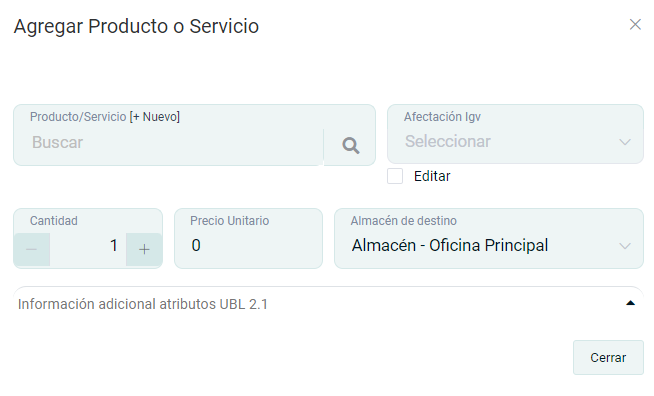 Agregar Producto o Servicio
Producto/Servicio [+ Nuevo]
Buscar
Afectación Igv
Seleccionar
Editar
Cantidad
1
Precio Unitario
0
Almacén de destino
Almacén - Oficina Principal
Información adicional atributos UBL 2.1
Cerrar